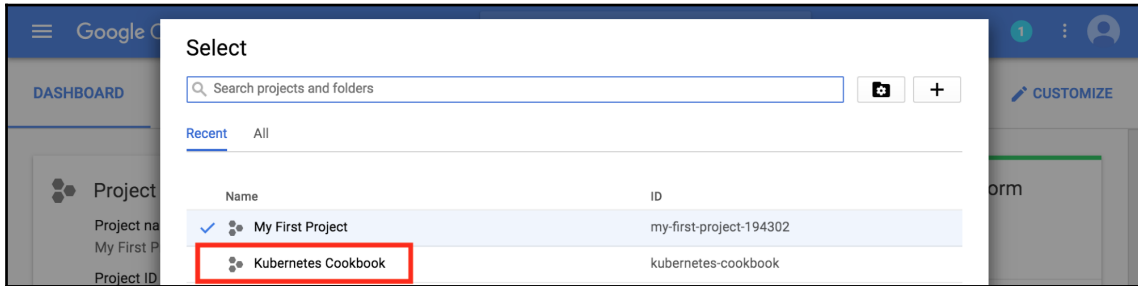 Google C
Select
1
Search projects and folders
DASHBOARD
CUSTOMIZE
Recent All
Name ID
Project
orm
My First Project my-first-project-194302
Project na
My First P
Kubernetes Cookbook kubernetes-cookbook
Project ID